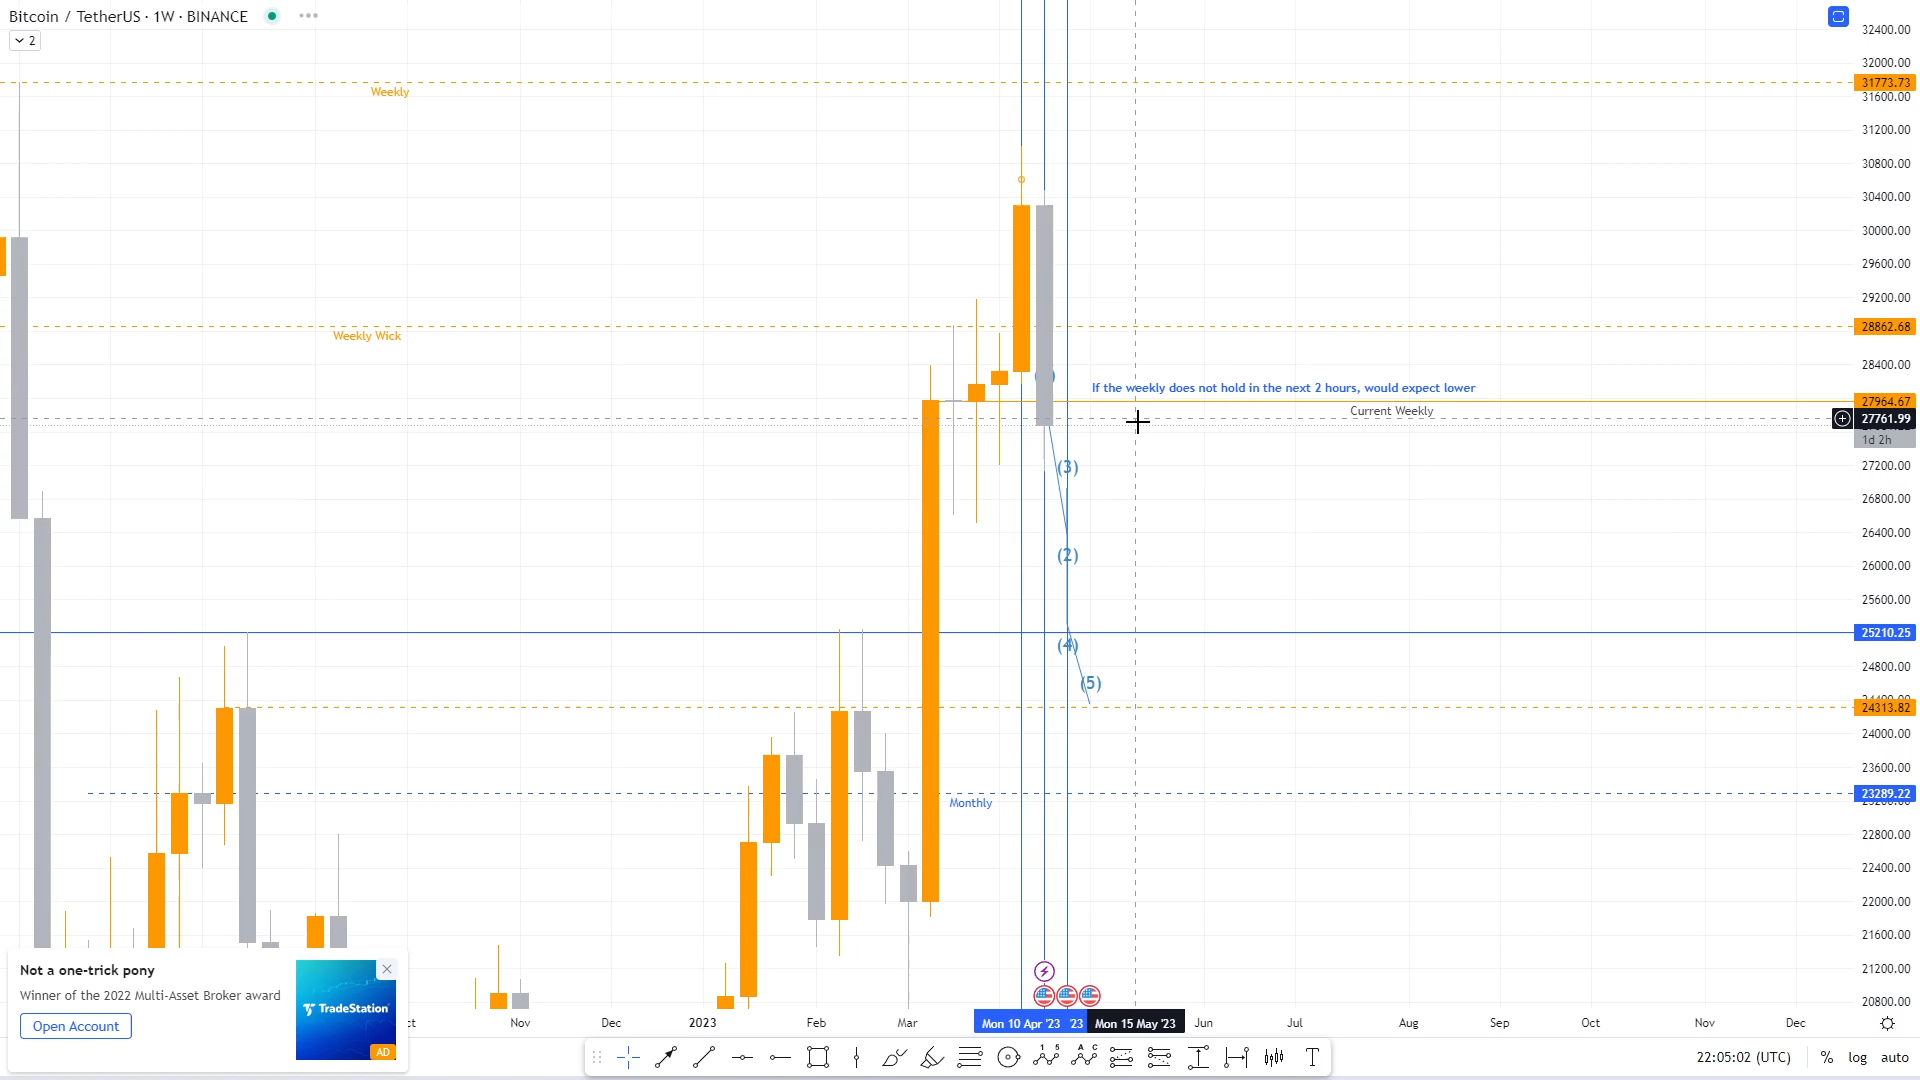 Bitcoin / TetherUS · 1W · BINANCE
2
32400.00
32000.00
31773.73
Weekly
31600.00
31200.00
30800.00
30400.00
30000.00
29600.00
29200.00
28862.68
Weekly Wick
28400.00
If the weekly does not hold in the next 2 hours, would expect lower
27964.67
Current Weekly
27761.99
1d 2h
27200.00
(3)
26800.00
26400.00
(2)
26000.00
25600.00
25210.25
(4)
24800.00
(5)
24400.00
24313.82
24000.00
23600.00
23289.22
23200.00
Monthly
22800.00
22400.00
22000.00
21600.00
21200.00
20800.00
Not a one-trick pony
Winner of the 2022 Multi-Asset Broker award
Open Account
TradeStation
AD
Nov
Dec
2023
Feb
Mar
Mon 10 Apr '23
'23
Mon 15 May '23
Jun
Jul
Aug
Sep
Oct
Nov
Dec
1 5
A C
T
22:05:02 (UTC)
%
log
auto